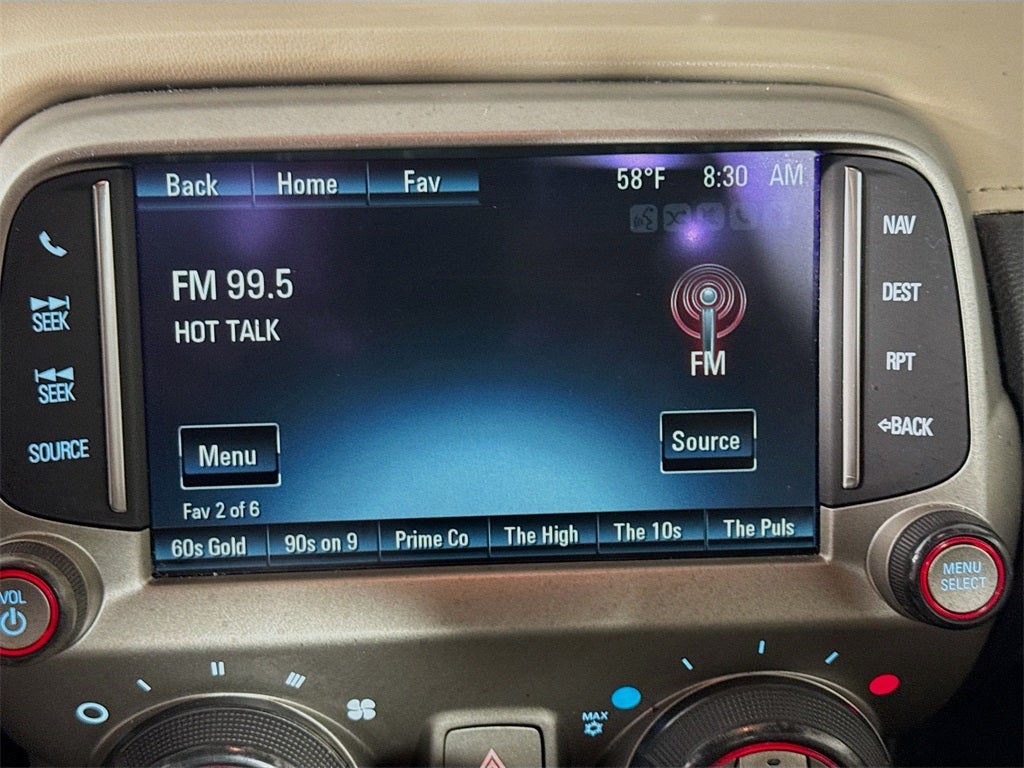 Back Home Fav 58°F 8:30 AM
FM 99.5
HOT TALK
FM
Menu
Source
Fav 2 of 6
60s Gold 90s on 9 Prime Co The High The 10s The Puls
SEEK
SEEK
SOURCE
NAV
DEST
RPT
BACK
VOL
MENU
SELECT
MAX